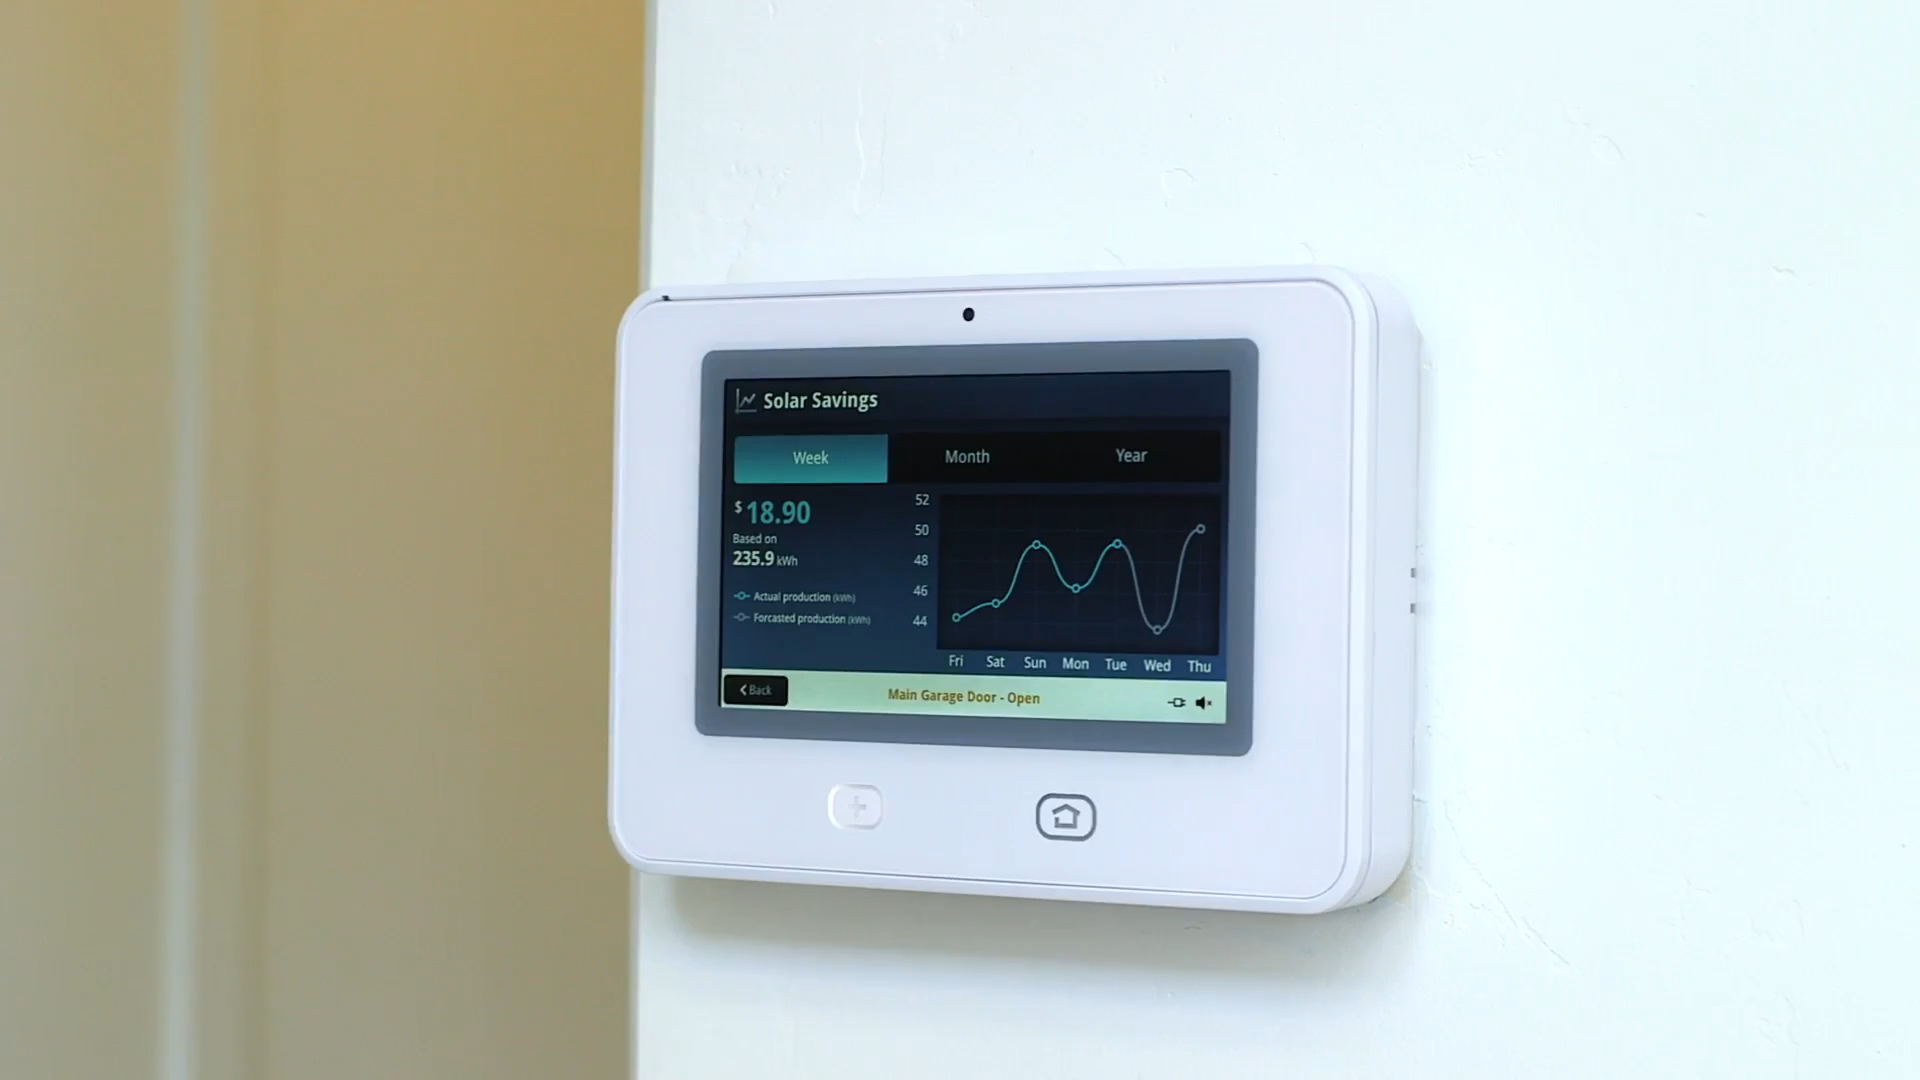 Solar Savings
Week Month Year
$18.90
Based on
235.9 kWh
Actual production (kWh)
Forcasted production (kWh)
52
50
48
46
44
Fri Sat Sun Mon Tue Wed Thu
Back
Main Garage Door - Open